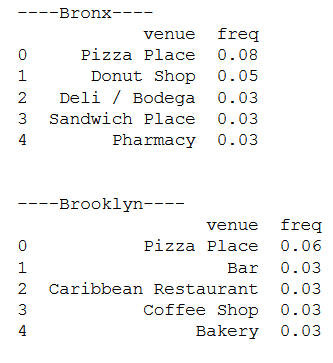 ----Bronx----
venue freq
0 Pizza Place 0.08
1 Donut Shop 0.05
2 Deli / Bodega 0.03
3 Sandwich Place 0.03
4 Pharmacy 0.03
----Brooklyn----
venue freq
0 Pizza Place 0.06
1 Bar 0.03
2 Caribbean Restaurant 0.03
3 Coffee Shop 0.03
4 Bakery 0.03